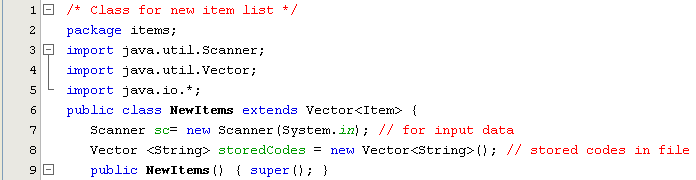 1 /* Class for new item list */
2 package items;
3 import java.util.Scanner;
4 import java.util.Vector;
5 import java.io.*;
6 public class NewItems extends Vector<Item> {
7 Scanner sc= new Scanner(System.in); // for input data
8 Vector <String> storedCodes = new Vector<String>(); // stored codes in file
9 public NewItems() { super(); }